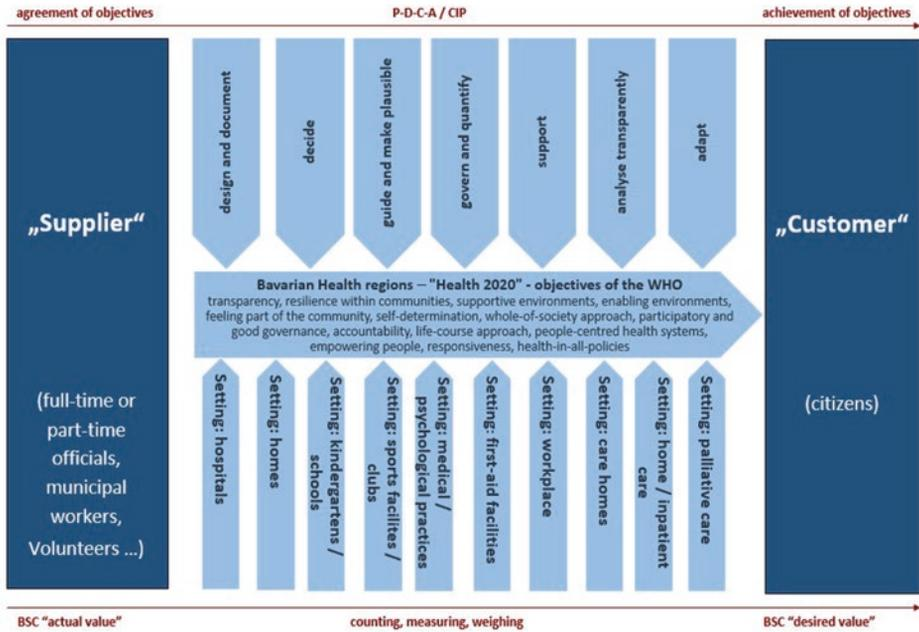 agreement of objectives
P-D-C-A / CIP
achievement of objectives
„Supplier“
(full-time or
part-time
officials,
municipal
workers,
Volunteers ...)
design and document
decide
guide and make plausible
govern and quantify
support
analyse transparently
adapt
Bavarian Health regions – "Health 2020" - objectives of the WHO
transparency, resilience within communities, supportive environments, enabling environments,
feeling part of the community, self-determination, whole-of-society approach, participatory and
good governance, accountability, life-course approach, people-centred health systems,
empowering people, responsiveness, health-in-all-policies
Setting: hospitals
Setting: homes
Setting: kindergartens /
schools
Setting: sports facilites /
clubs
Setting: medical /
psychological practices
Setting: first-aid facilities
Setting: workplace
Setting: care homes
Setting: home / inpatient
care
Setting: palliative care
„Customer“
(citizens)
BSC “actual value”
counting, measuring, weighing
BSC “desired value”